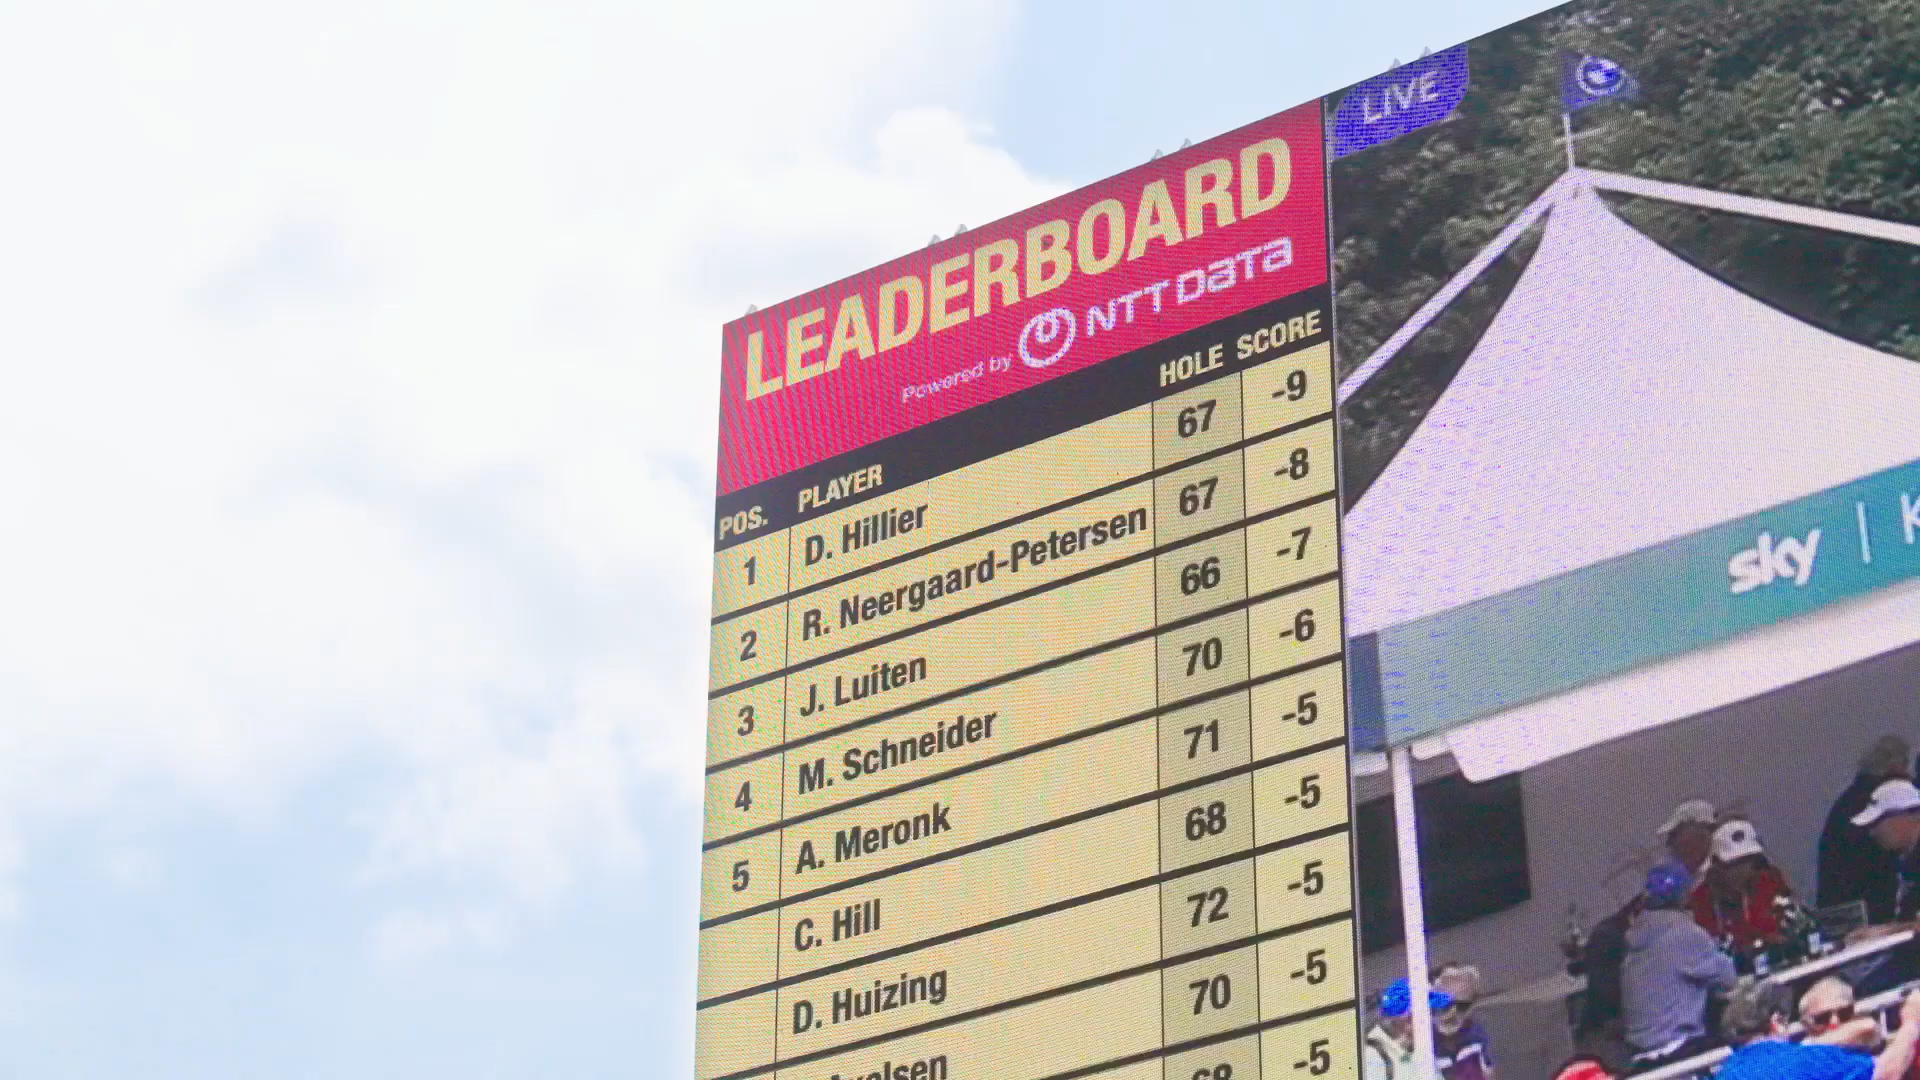 LIVE
LEADERBOARD
Powered by NTT DATA
POS. PLAYER HOLE SCORE
1 D. Hillier 67 -9
2 R. Neergaard-Petersen 67 -8
3 J. Luiten 66 -7
4 M. Schneider 70 -6
5 A. Meronk 71 -5
C. Hill 68 -5
D. Huizing 72 -5
70 -5
68 -5
sky